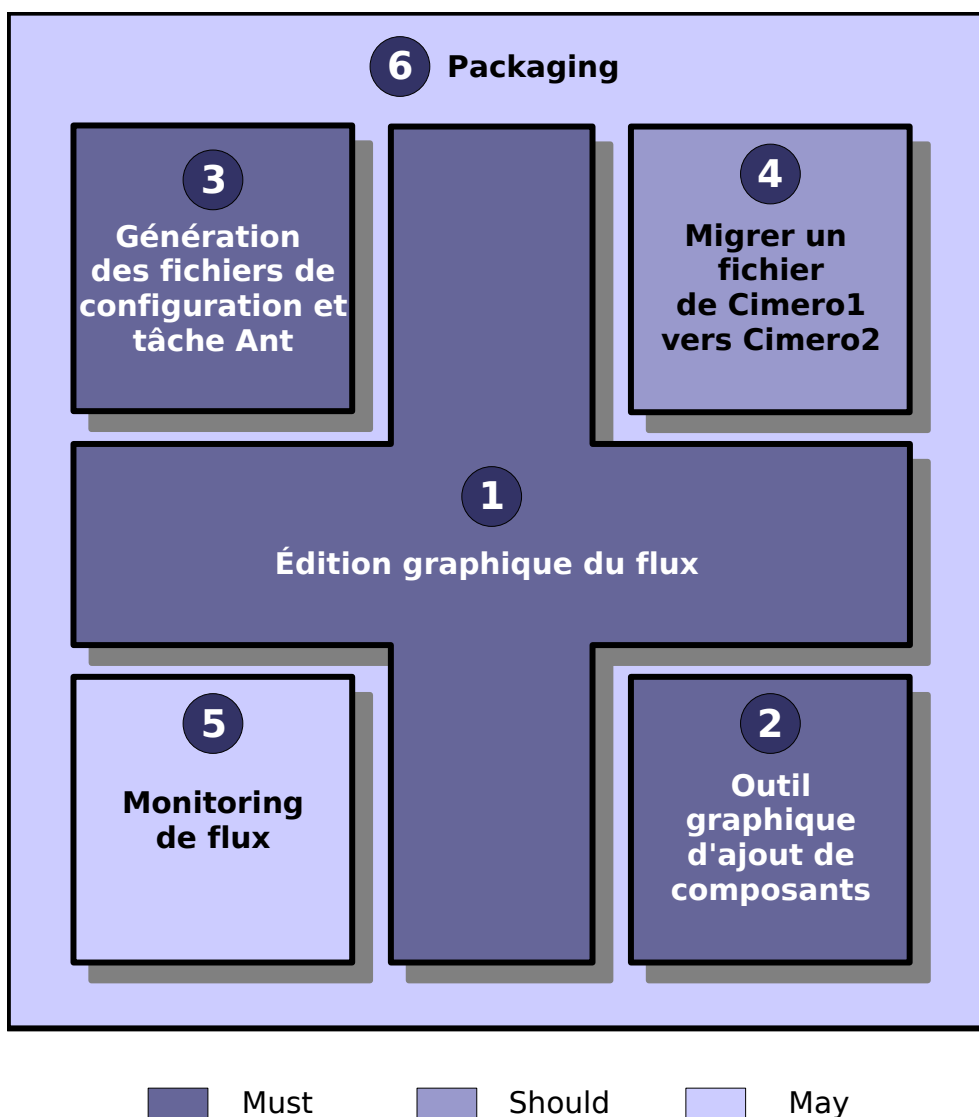 6 Packaging
3
Génération
des fichiers de
configuration et
tâche Ant
4
Migrer un
fichier
de Cimero1
vers Cimero2
1
Édition graphique du flux
5
Monitoring
de flux
2
Outil
graphique
d'ajout de
composants
Must Should May